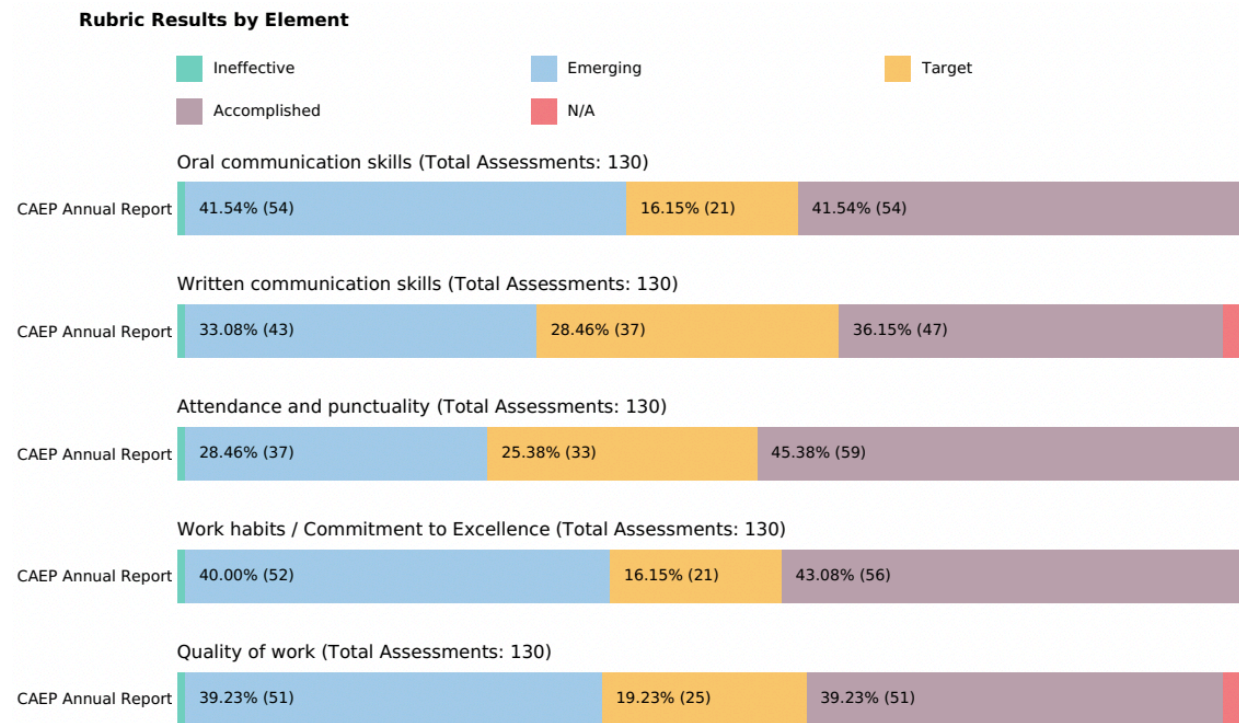 Rubric Results by Element
Ineffective
Emerging
Target
Accomplished
N/A
Oral communication skills (Total Assessments: 130)
CAEP Annual Report 41.54% (54) 16.15% (21) 41.54% (54)
Written communication skills (Total Assessments: 130)
CAEP Annual Report 33.08% (43) 28.46% (37) 36.15% (47)
Attendance and punctuality (Total Assessments: 130)
CAEP Annual Report 28.46% (37) 25.38% (33) 45.38% (59)
Work habits / Commitment to Excellence (Total Assessments: 130)
CAEP Annual Report 40.00% (52) 16.15% (21) 43.08% (56)
Quality of work (Total Assessments: 130)
CAEP Annual Report 39.23% (51) 19.23% (25) 39.23% (51)